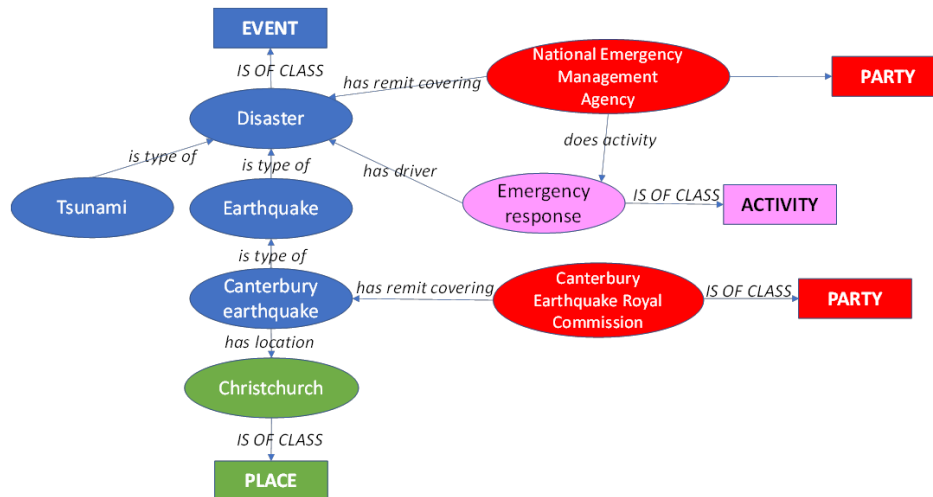 EVENT
IS OF CLASS
National Emergency
Management
Agency
PARTY
has remit covering
Disaster
does activity
is type of
is type of
has driver
Tsunami
Earthquake
Emergency
response
IS OF CLASS
ACTIVITY
is type of
Canterbury
earthquake
has remit covering
Canterbury
Earthquake Royal
Commission
IS OF CLASS
PARTY
has location
Christchurch
IS OF CLASS
PLACE